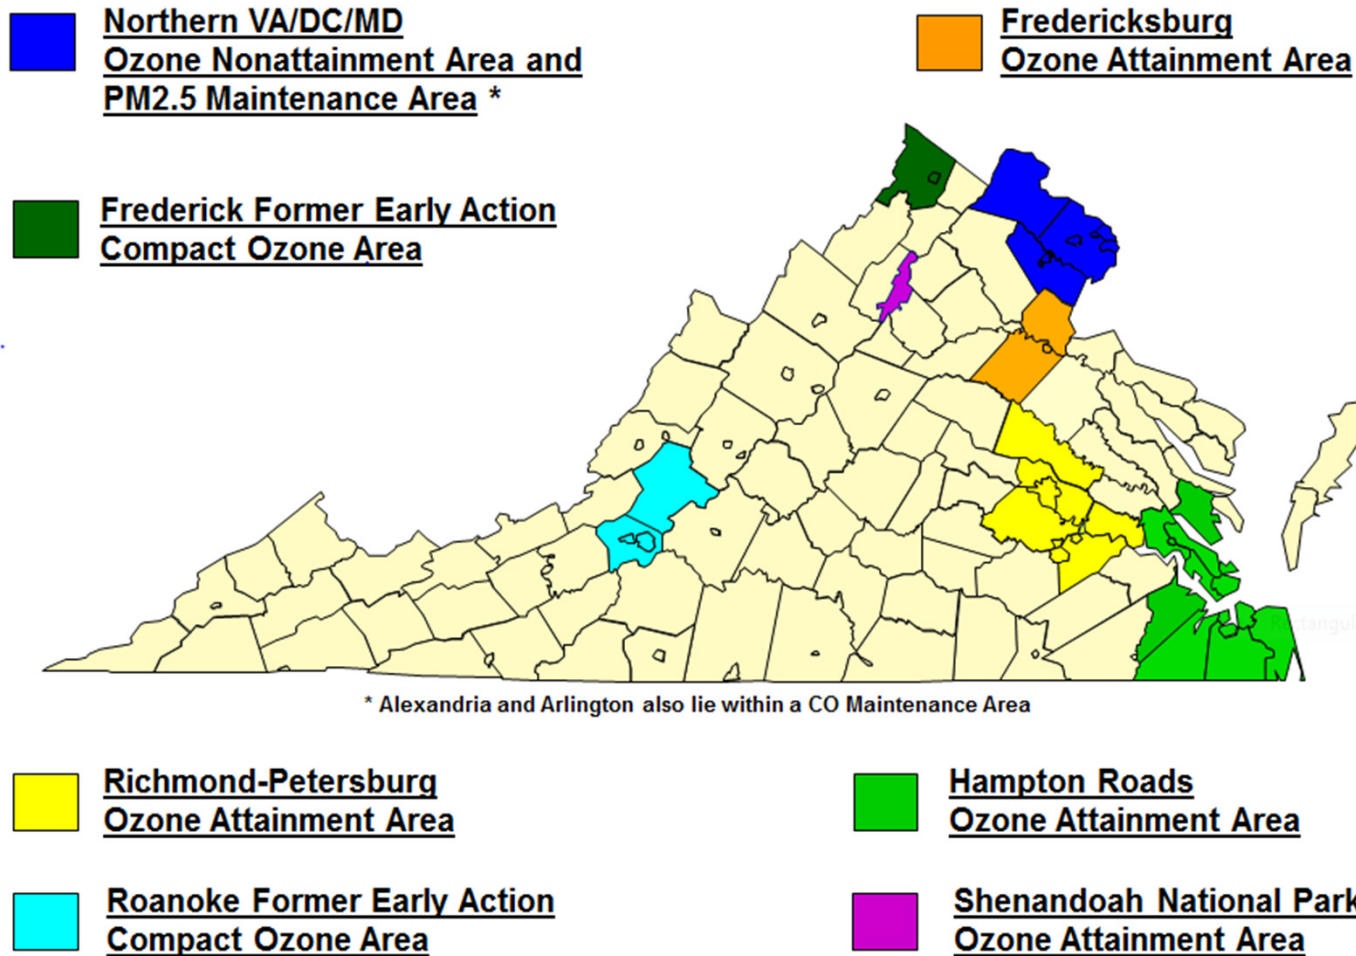 Northern VA/DC/MD
Ozone Nonattainment Area and
PM2.5 Maintenance Area *
Fredericksburg
Ozone Attainment Area
Frederick Former Early Action
Compact Ozone Area
Rectangul
* Alexandria and Arlington also lie within a CO Maintenance Area
Richmond-Petersburg
Ozone Attainment Area
Hampton Roads
Ozone Attainment Area
Roanoke Former Early Action
Compact Ozone Area
Shenandoah National Park
Ozone Attainment Area